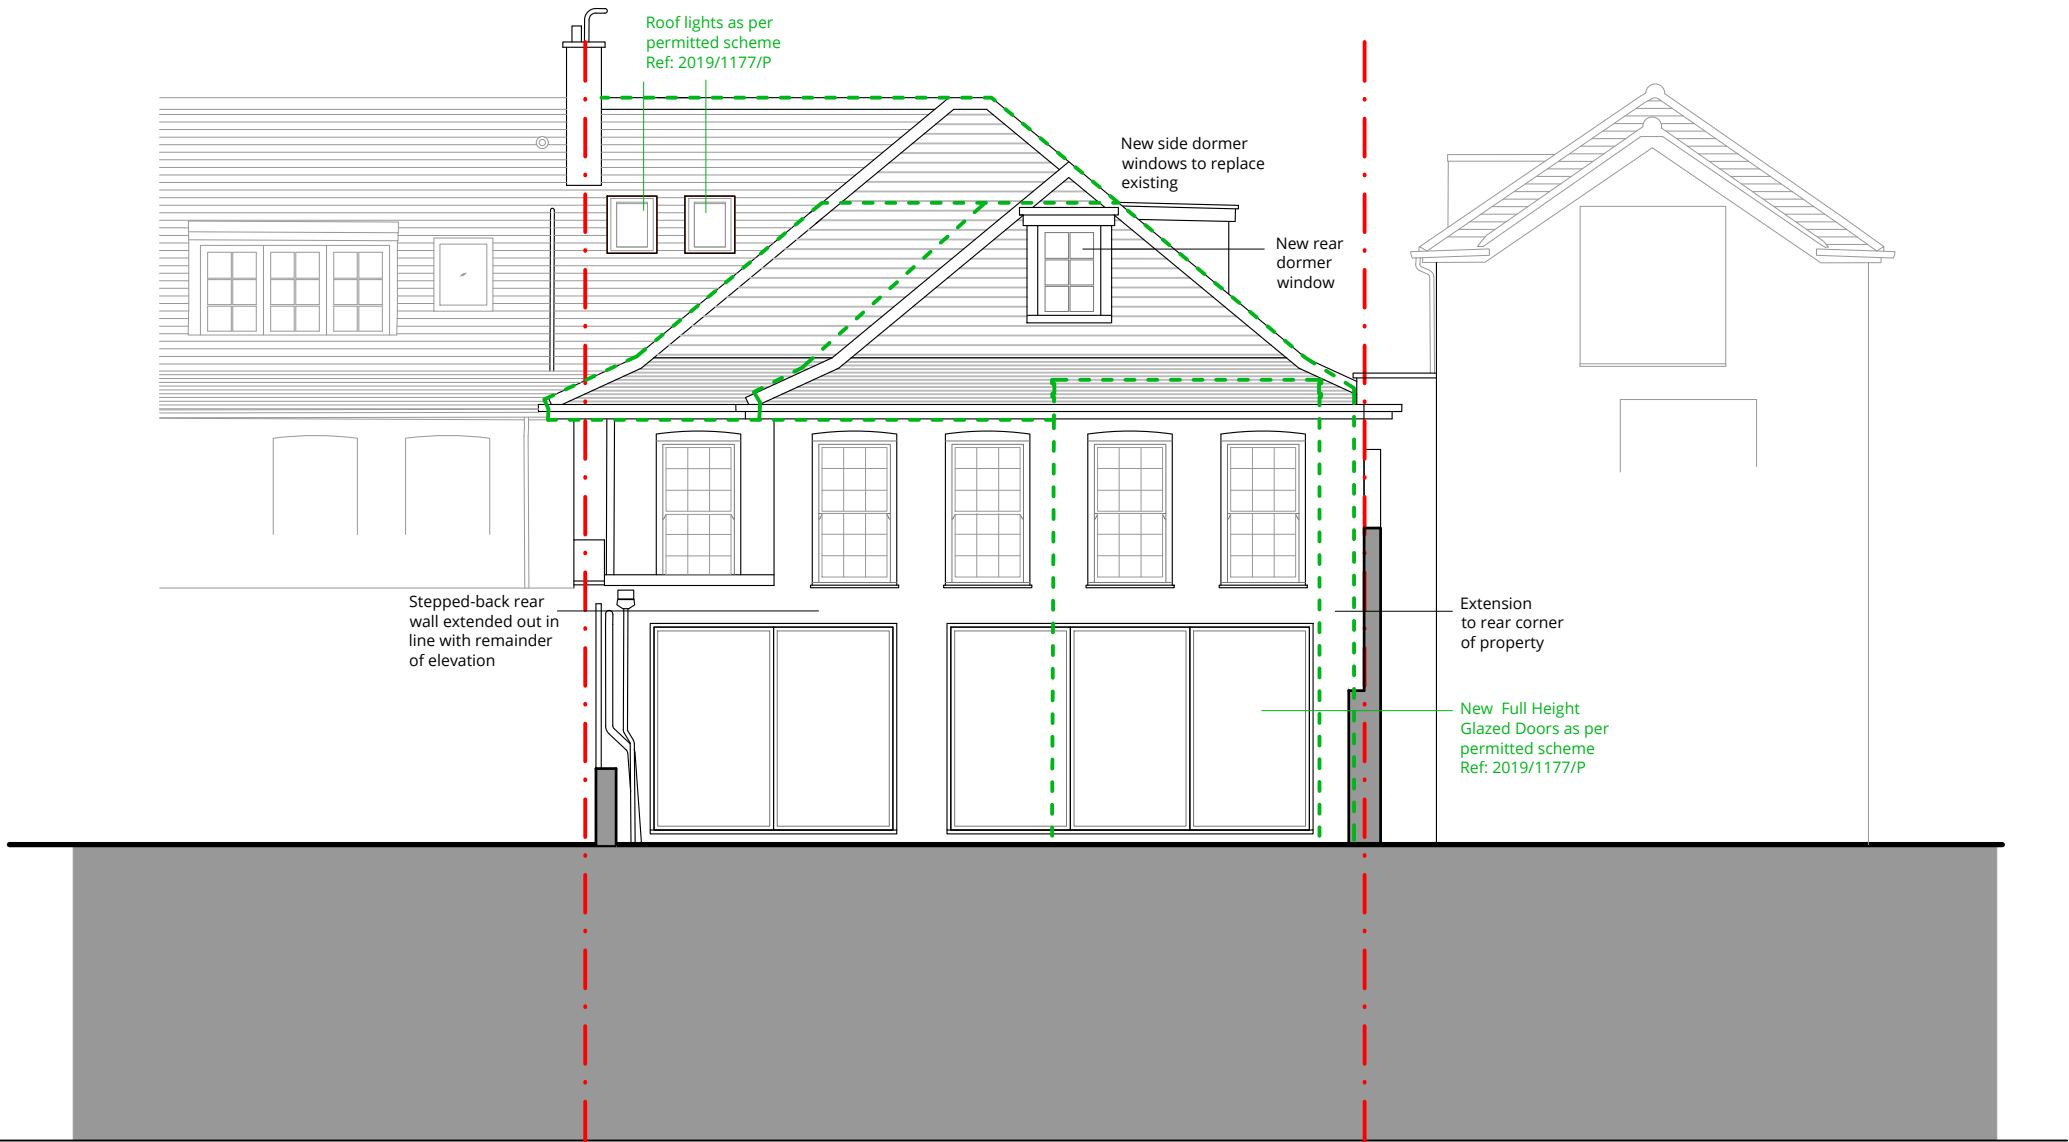 Roof lights as per
permitted scheme
Ref: 2019/1177/P
New side dormer
windows to replace
existing
New rear
dormer
window
Stepped-back rear
wall extended out in
line with remainder
of elevation
Extension
to rear corner
of property
New Full Height
Glazed Doors as per
permitted scheme
Ref: 2019/1177/P